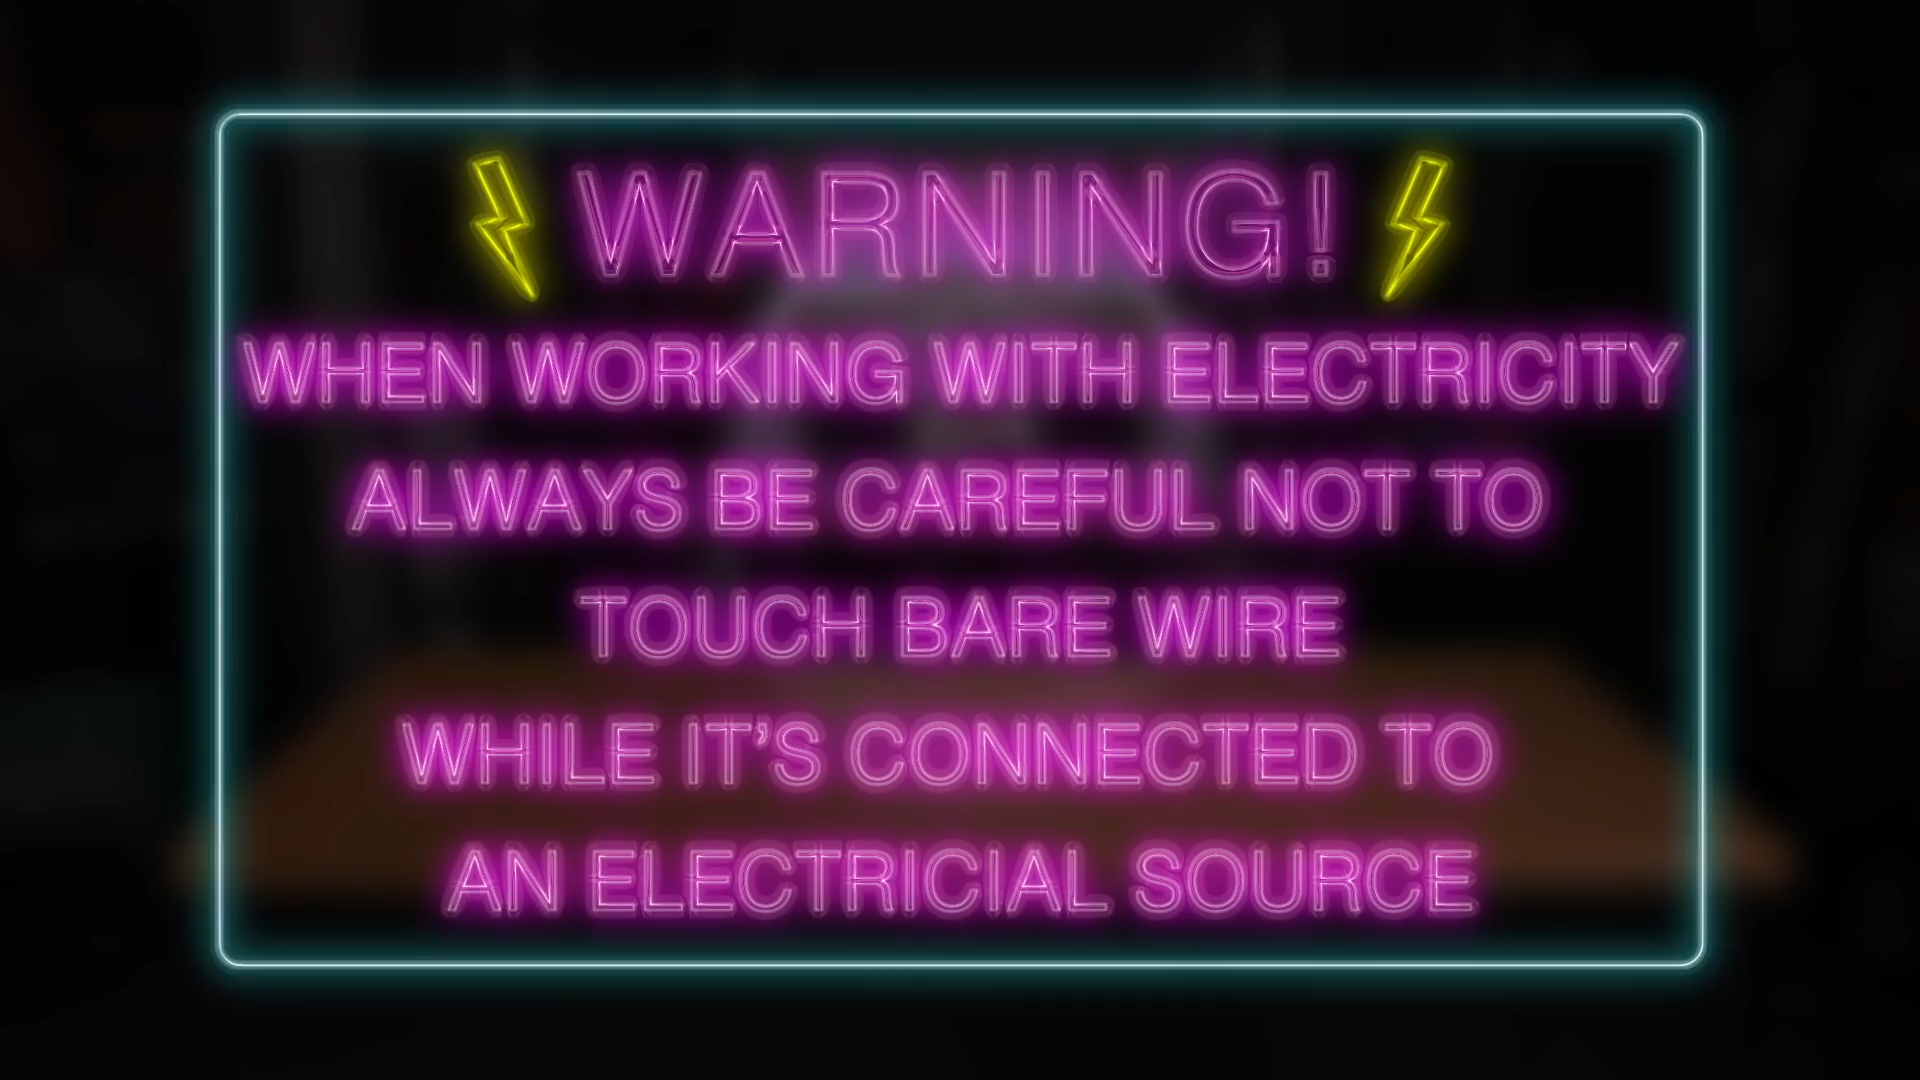 WARNING!
WHEN WORKING WITH ELECTRICITY
ALWAYS BE CAREFUL NOT TO
TOUCH BARE WIRE
WHILE IT’S CONNECTED TO
AN ELECTRICIAL SOURCE